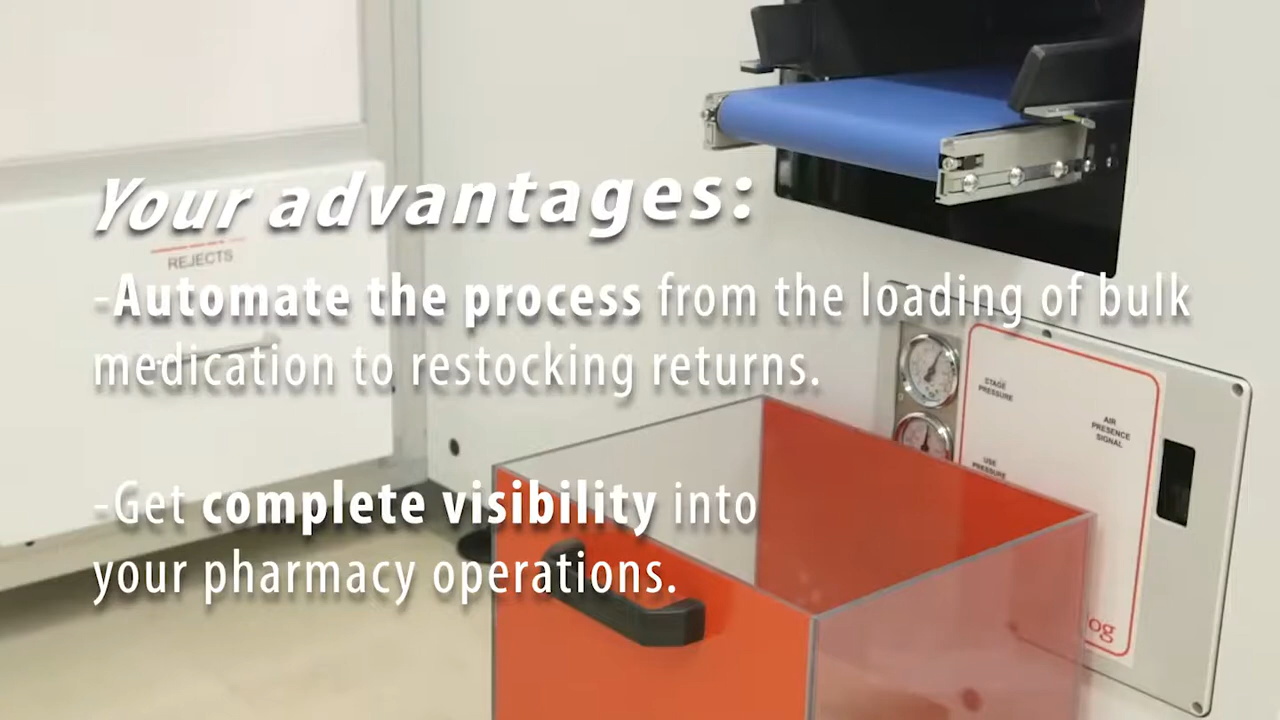 Your advantages:
REJECTS
-Automate the process from the loading of bulk
medication to restocking returns.
STAGE
PRESSURE
AIR
PRESENCE
SIGNAL
USE
PRESSURE
-Get complete visibility into
your pharmacy operations.
og